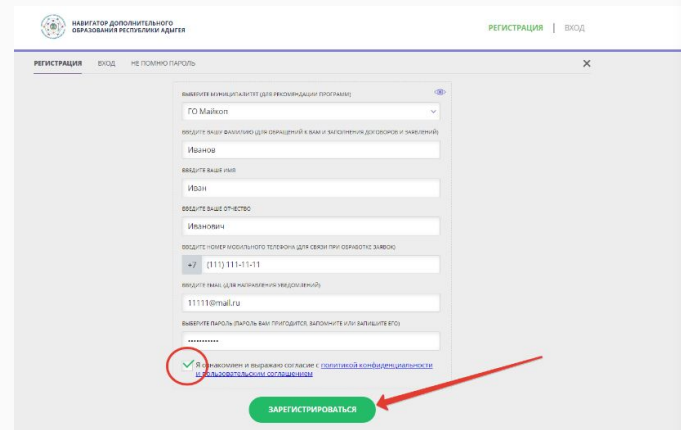 НАВИГАТОР ДОПОЛНИТЕЛЬНОГО
ОБРАЗОВАНИЯ РЕСПУБЛИКИ АДЫГЕЯ
РЕГИСТРАЦИЯ | ВХОД
РЕГИСТРАЦИЯ ВХОД НЕ ПОМНЮ ПАРОЛЬ
ВЫБЕРИТЕ МУНИЦИПАЛИТЕТ (ДЛЯ РЕКОМЕНДАЦИИ ПРОГРАММ)
ГО Майкоп
ВВЕДИТЕ ВАШУ ФАМИЛИЮ (ДЛЯ ОБРАЩЕНИЙ К ВАМ И ЗАПОЛНЕНИЯ ДОГОВОРОВ И ЗАЯВЛЕНИЙ)
Иванов
ВВЕДИТЕ ВАШЕ ИМЯ
Иван
ВВЕДИТЕ ВАШЕ ОТЧЕСТВО
Иванович
ВВЕДИТЕ НОМЕР МОБИЛЬНОГО ТЕЛЕФОНА (ДЛЯ СВЯЗИ ПРИ ОБРАБОТКЕ ЗАЯВОК)
+7 (111) 111-11-11
ВВЕДИТЕ EMAIL (ДЛЯ НАПРАВЛЕНИЯ УВЕДОМЛЕНИЙ)
11111@mail.ru
ВЫБЕРИТЕ ПАРОЛЬ (ПАРОЛЬ ВАМ ПРИГОДИТСЯ, ЗАПОМНИТЕ ИЛИ ЗАПИШИТЕ ЕГО)
•••••••••••
Я ознакомлен и выражаю согласие с политикой конфиденциальности
и пользовательским соглашением
ЗАРЕГИСТРИРОВАТЬСЯ